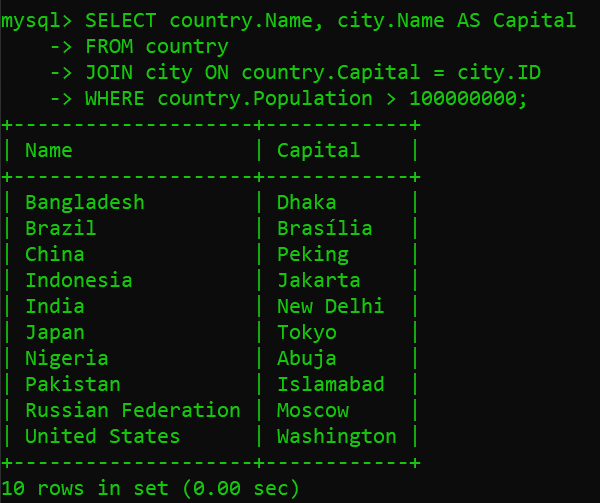 mysql> SELECT country.Name, city.Name AS Capital
    -> FROM country
    -> JOIN city ON country.Capital = city.ID
    -> WHERE country.Population > 100000000;
+--------------------+------------+
| Name               | Capital    |
+--------------------+------------+
| Bangladesh         | Dhaka      |
| Brazil             | Brasília   |
| China              | Peking     |
| Indonesia          | Jakarta    |
| India              | New Delhi  |
| Japan              | Tokyo      |
| Nigeria            | Abuja      |
| Pakistan           | Islamabad  |
| Russian Federation | Moscow     |
| United States      | Washington |
+--------------------+------------+
10 rows in set (0.00 sec)